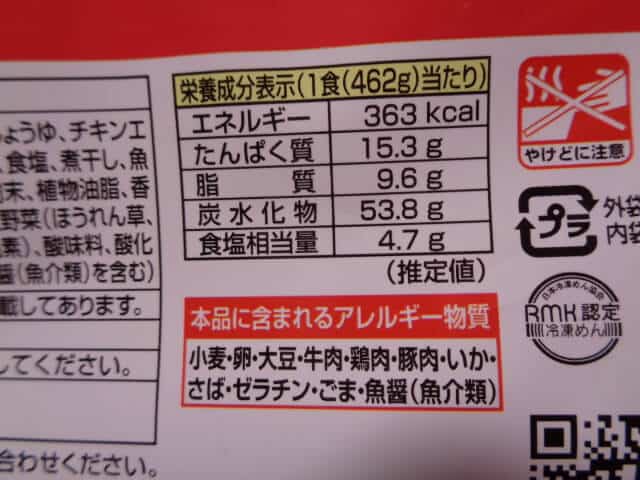 ょうゆ、チキンエ
食塩、煮干し、魚
末、植物油脂、香
野菜(ほうれん草、
素)、酸味料、酸化
醤(魚介類)を含む)
載してあります。
してください。
合わせください。
栄養成分表示(1食(462g)当たり)
エネルギー 363 kcal
たんぱく質 15.3 g
脂質 9.6 g
炭水化物 53.8 g
食塩相当量 4.7 g
(推定値)
本品に含まれるアレルギー物質
小麦・卵・大豆・牛肉・鶏肉・豚肉・いか・
さば・ゼラチン・ごま・魚醤(魚介類)
やけどに注意
プラ
外袋
内袋
日本冷凍めん協会
RMK認定
冷凍めん